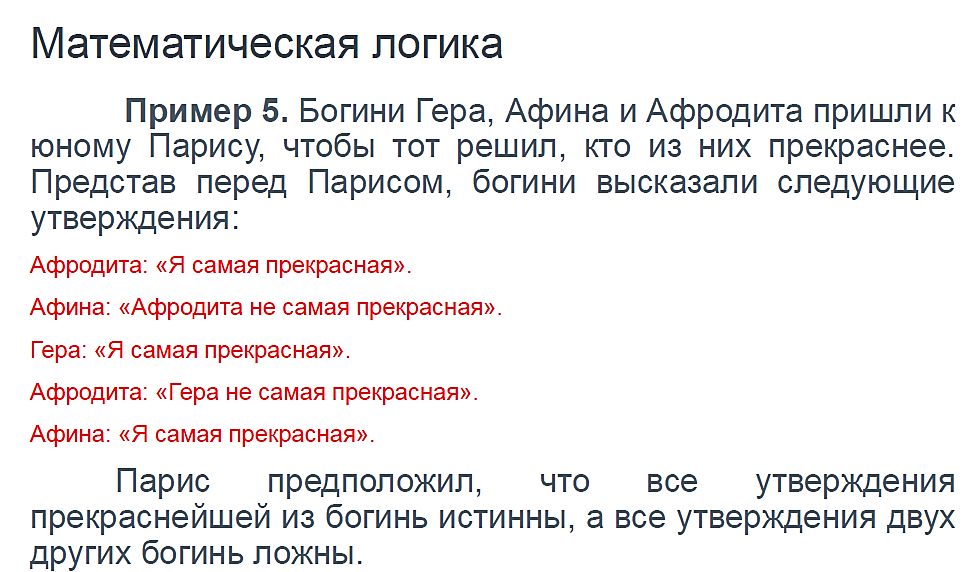 Математическая логика
Пример 5. Богини Гера, Афина и Афродита пришли к
юному Парису, чтобы тот решил, кто из них прекраснее.
Представ перед Парисом, богини высказали следующие
утверждения:
Афродита: «Я самая прекрасная».
Афина: «Афродита не самая прекрасная».
Гера: «Я самая прекрасная».
Афродита: «Гера не самая прекрасная».
Афина: «Я самая прекрасная».
Парис предположил, что все утверждения
прекраснейшей из богинь истинны, а все утверждения двух
других богинь ложны.